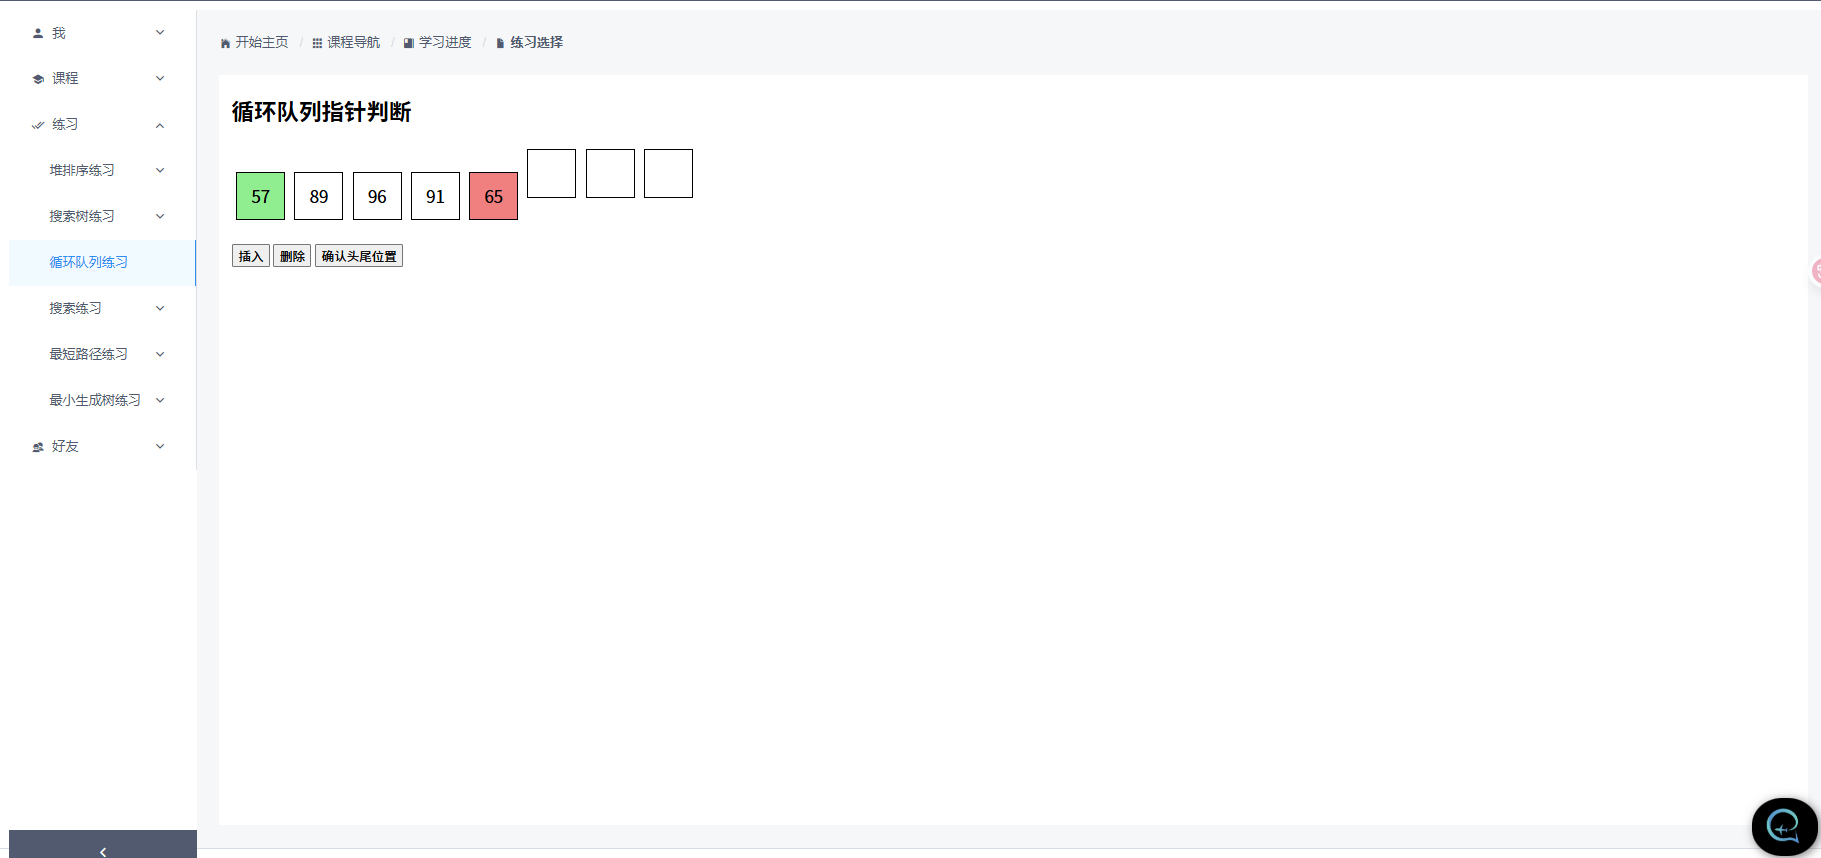 我
课程
练习
堆排序练习
搜索树练习
循环队列练习
搜索练习
最短路径练习
最小生成树练习
好友
开始主页 / 课程导航 / 学习进度 / 练习选择
循环队列指针判断
57 89 96 91 65
插入 删除 确认头尾位置